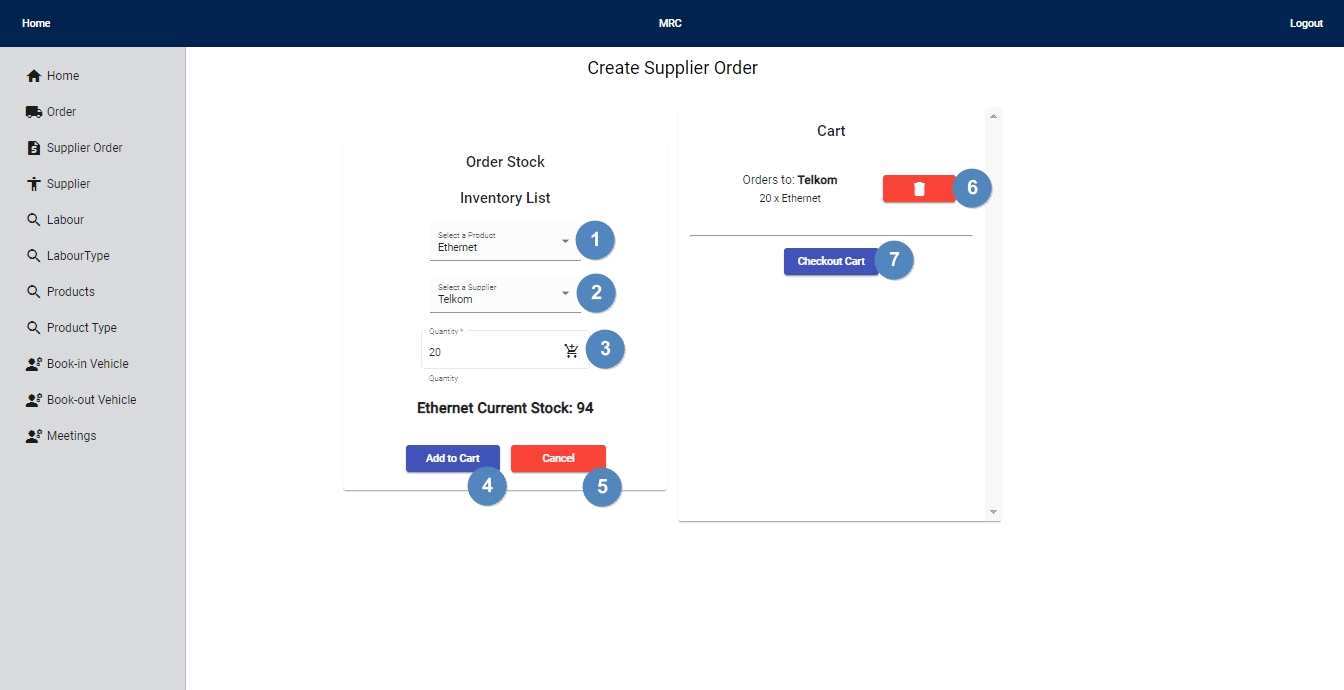 Home
MRC
Logout
Home
Order
Supplier Order
Supplier
Labour
LabourType
Products
Product Type
Book-in Vehicle
Book-out Vehicle
Meetings
Create Supplier Order
Order Stock
Inventory List
Select a Product
Ethernet
1
Select a Supplier
Telkom
2
Quantity *
20
3
Quantity
Ethernet Current Stock: 94
Add to Cart
4
Cancel
5
Cart
Orders to: Telkom
20 x Ethernet
6
Checkout Cart
7